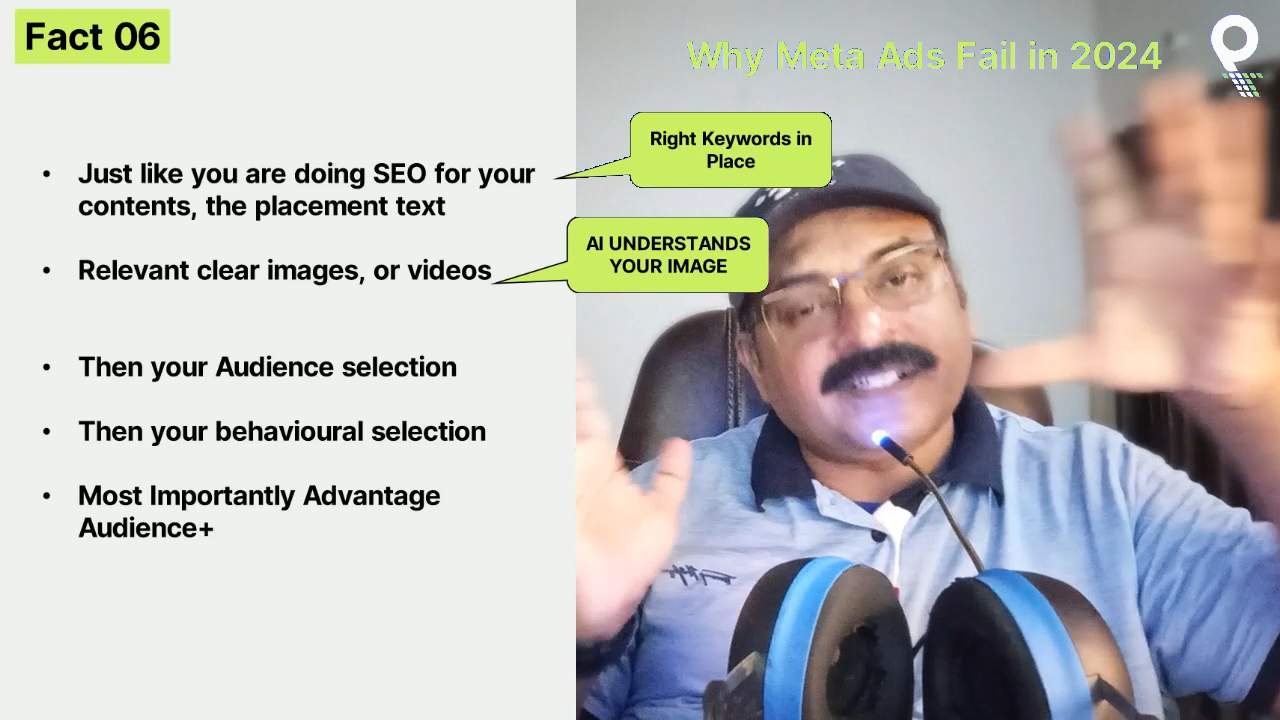 Fact 06
Why Meta Ads Fail in 2024
Right Keywords in
Place
• Just like you are doing SEO for your
contents, the placement text
AI UNDERSTANDS
YOUR IMAGE
• Relevant clear images, or videos
• Then your Audience selection
• Then your behavioural selection
• Most Importantly Advantage
Audience+